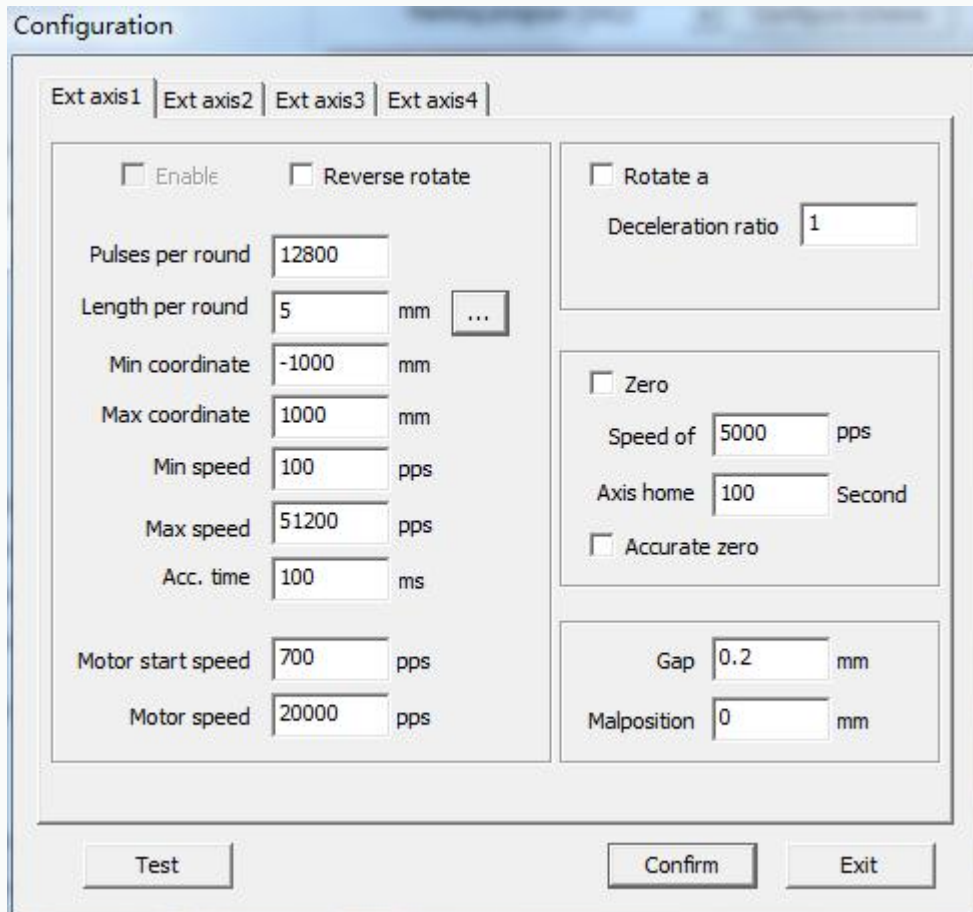 Configuration
Ext axis1 Ext axis2 Ext axis3 Ext axis4
Enable Reverse rotate
Pulses per round 12800
Length per round 5 mm ...
Min coordinate -1000 mm
Max coordinate 1000 mm
Min speed 100 pps
Max speed 51200 pps
Acc. time 100 ms
Motor start speed 700 pps
Motor speed 20000 pps
Rotate a
Deceleration ratio 1
Zero
Speed of 5000 pps
Axis home 100 Second
Accurate zero
Gap 0.2 mm
Malposition 0 mm
Test Confirm Exit